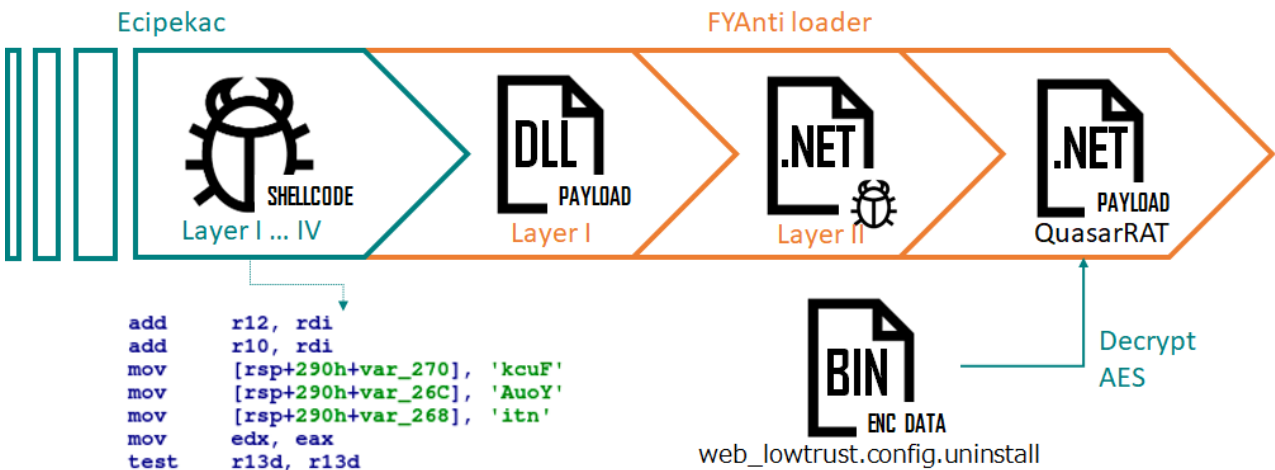 Ecipekac
FYAnti loader
SHELLCODE
Layer I ... IV
DLL
PAYLOAD
Layer I
.NET
Layer II
.NET
PAYLOAD
QuasarRAT
add r12, rdi
add r10, rdi
mov [rsp+290h+var_270], 'kcuF'
mov [rsp+290h+var_26C], 'AuoY'
mov [rsp+290h+var_268], 'itn'
mov edx, eax
test r13d, r13d
BIN
ENC DATA
web_lowtrust.config.uninstall
Decrypt
AES